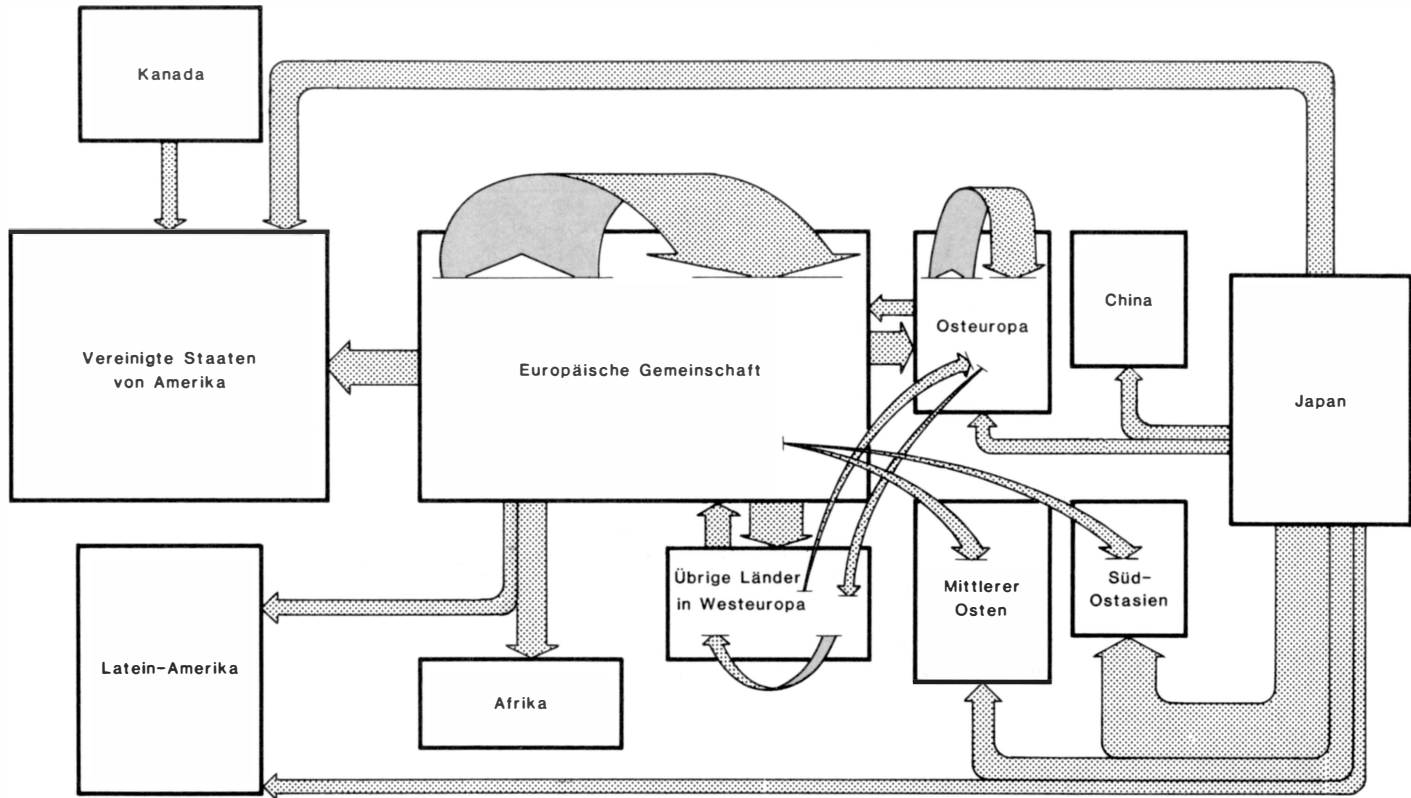 Kanada
Vereinigte Staaten
von Amerika
Europäische Gemeinschaft
Osteuropa
China
Japan
Übrige Länder
in Westeuropa
Mittlerer
Osten
Süd-
Ostasien
Latein-Amerika
Afrika